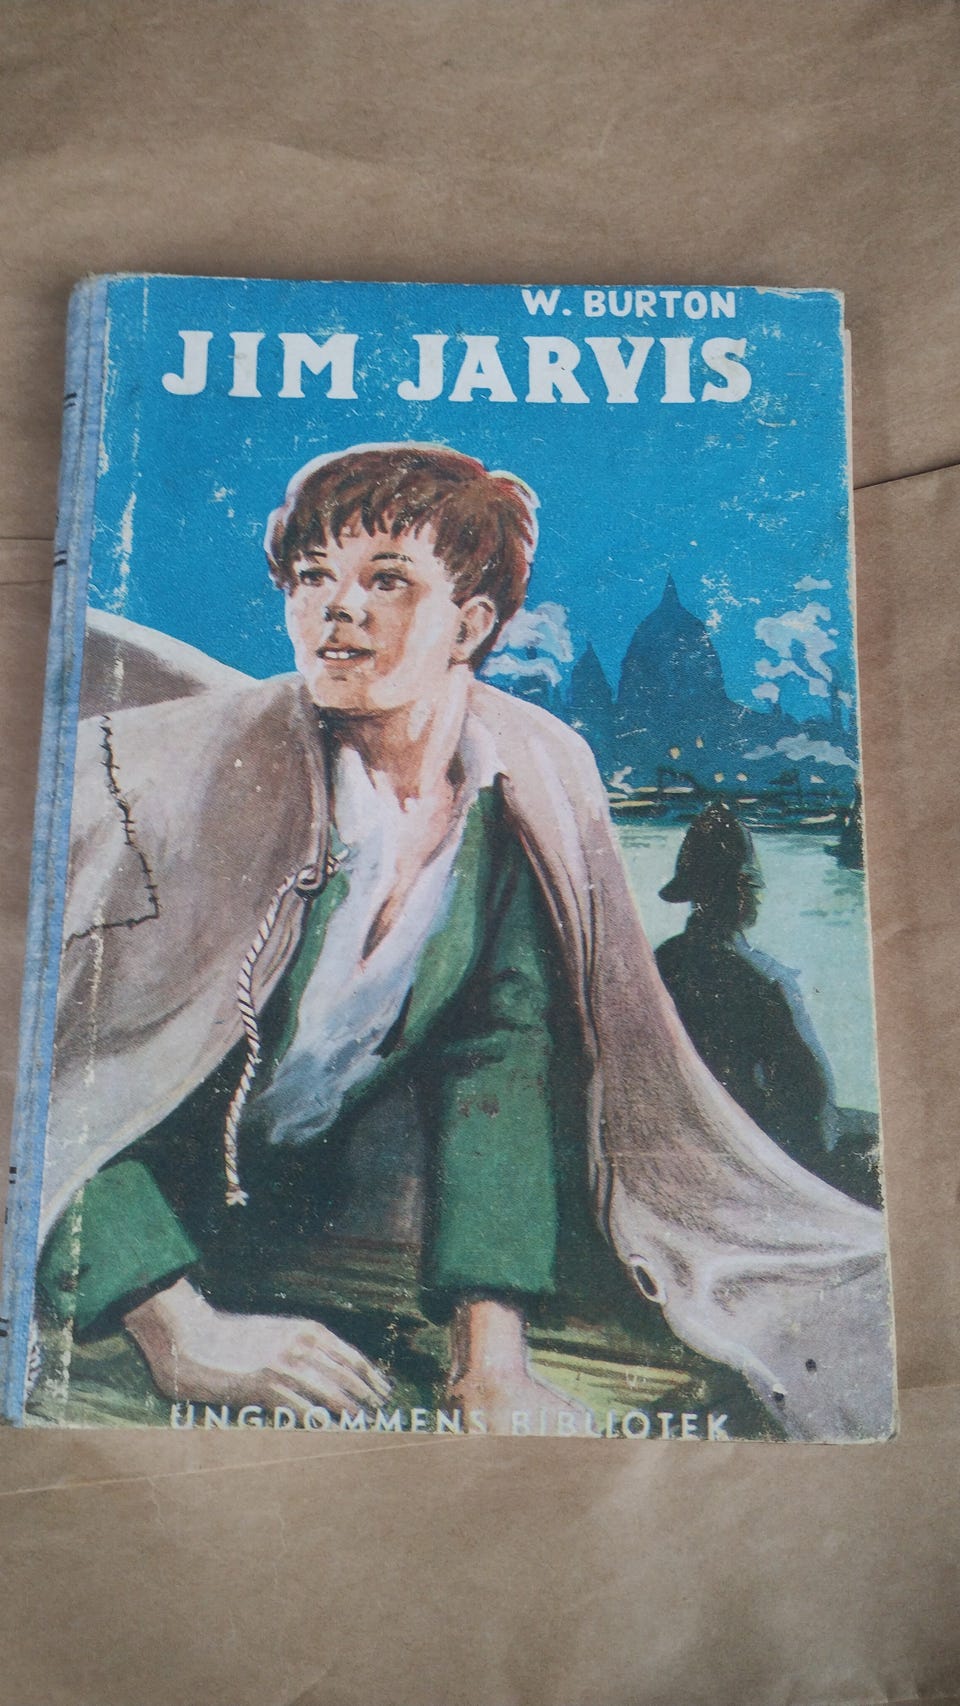 W. BURTON
JIM JARVIS
UNGDOMMENS BIBLIOTEK